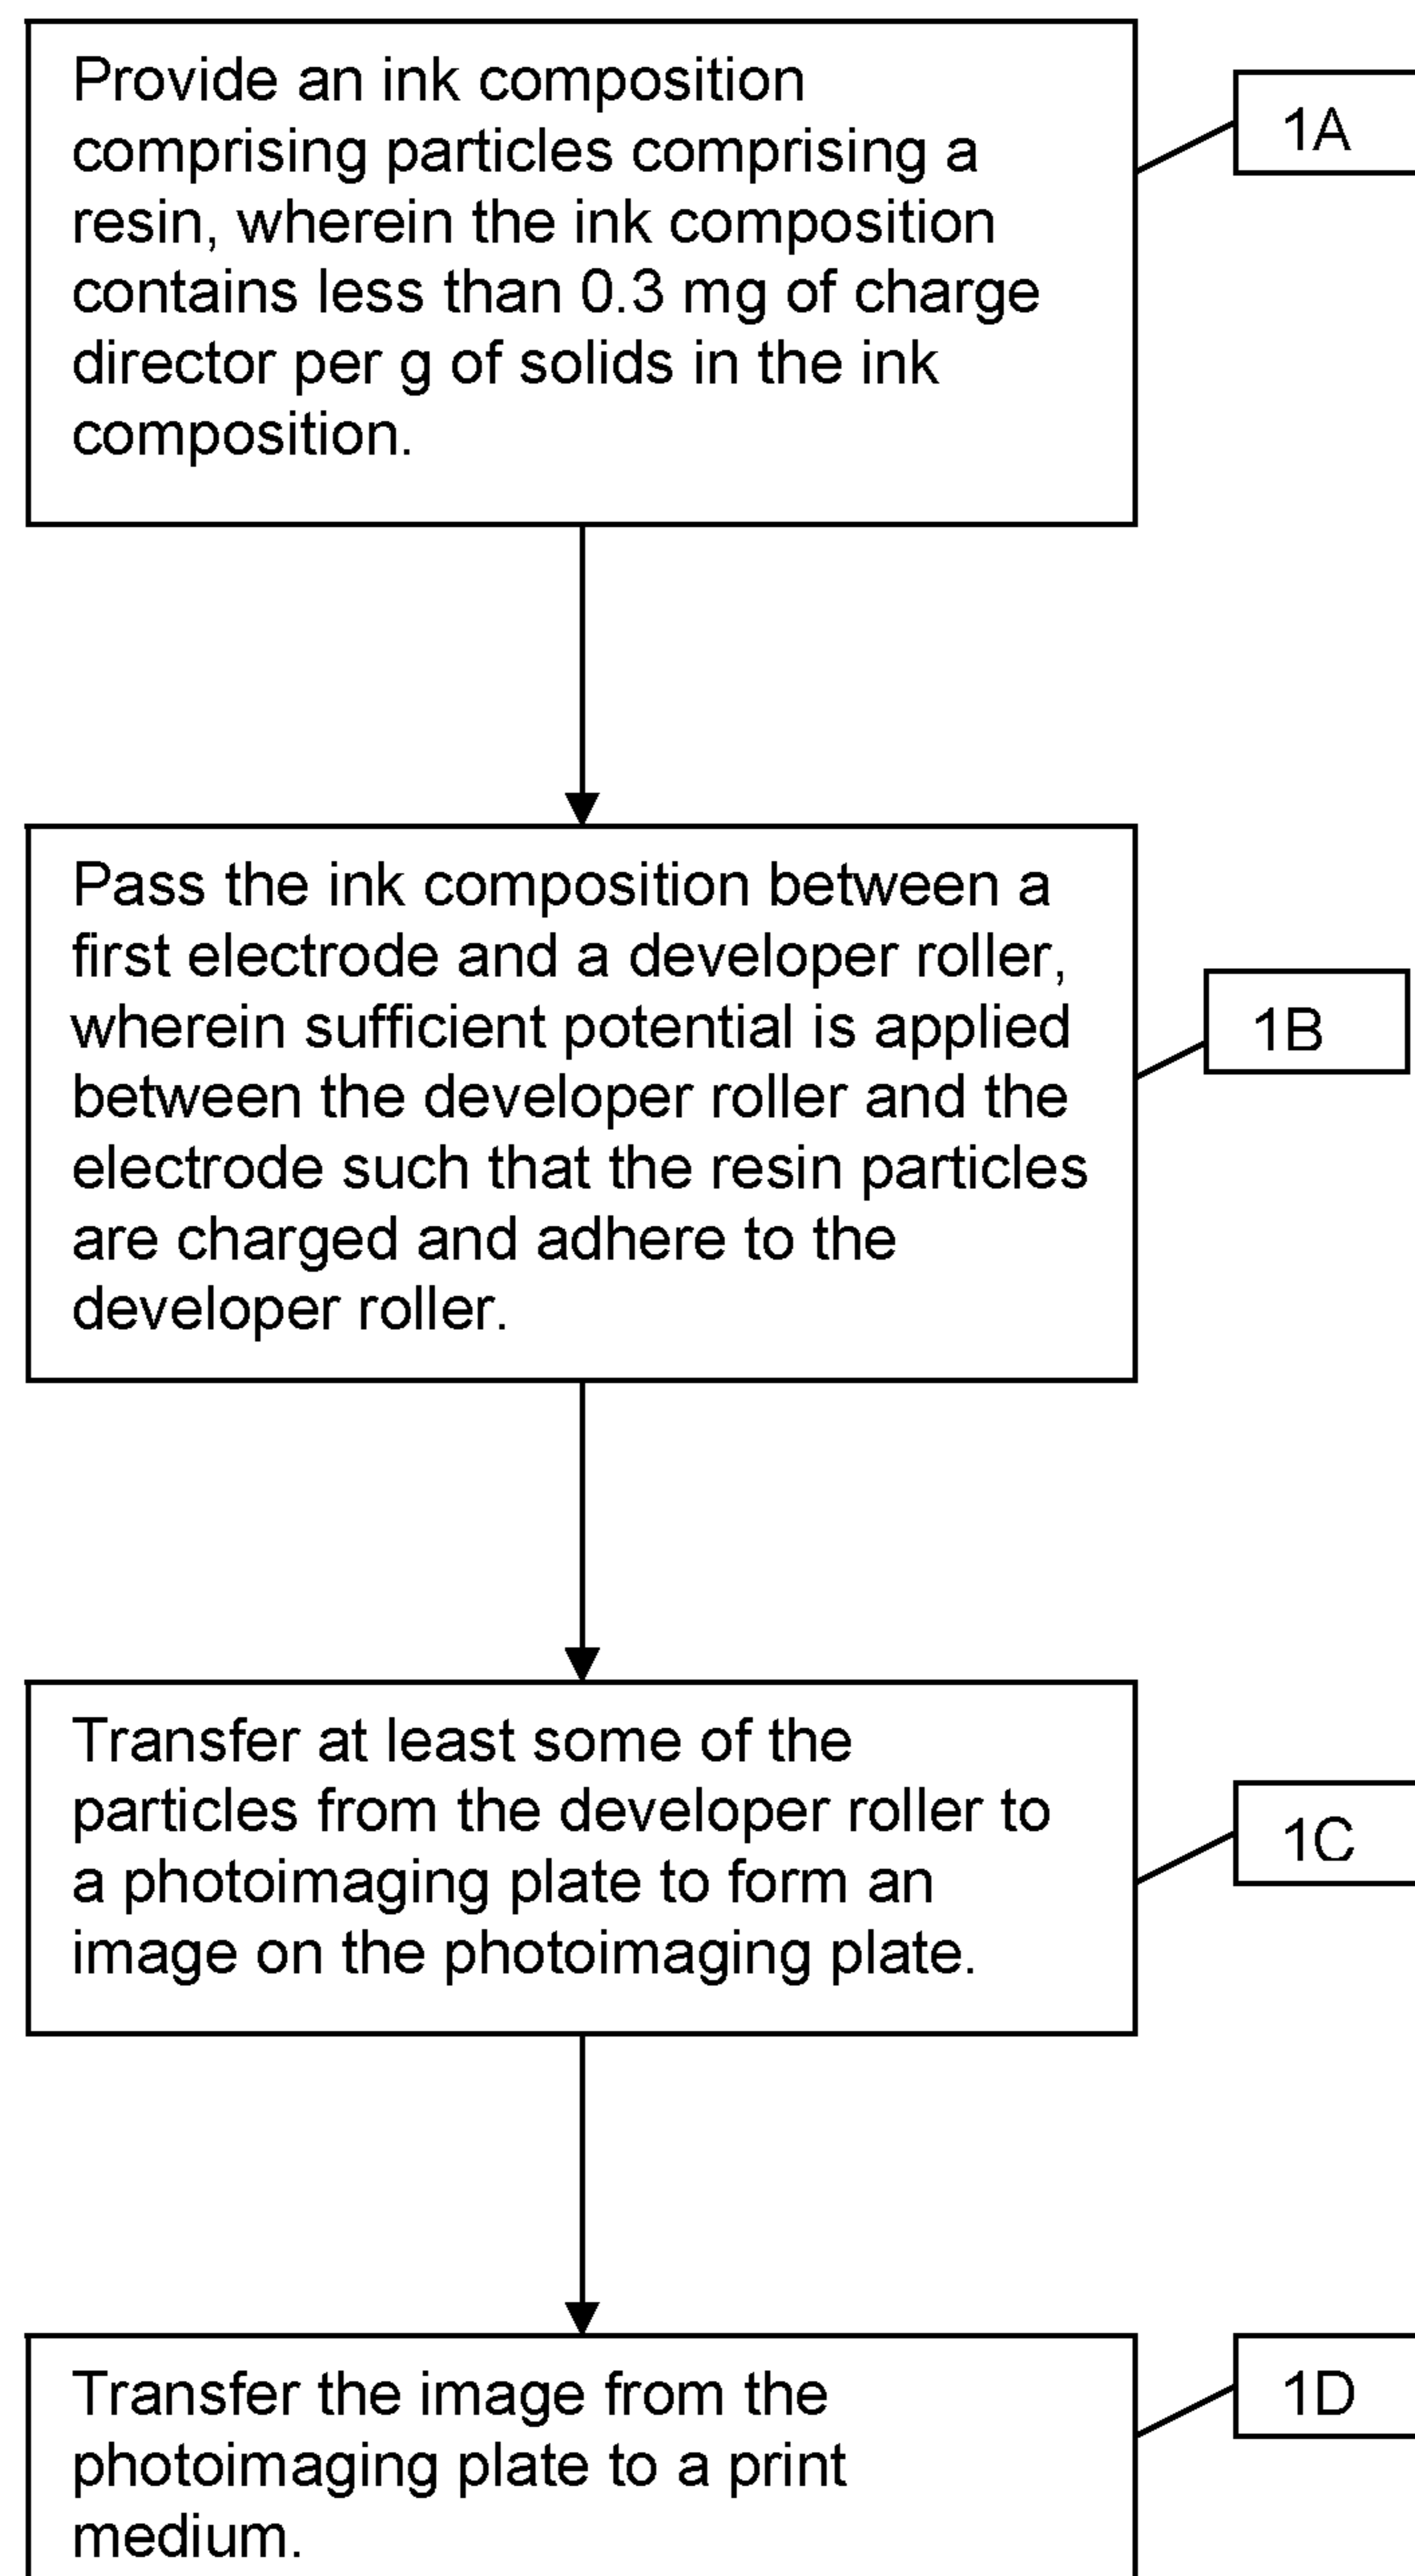 Provide an ink composition
comprising particles comprising a
resin, wherein the ink composition
contains less than 0.3 mg of charge
director per g of solids in the ink
composition.
1A
Pass the ink composition between a
first electrode and a developer roller,
wherein sufficient potential is applied
between the developer roller and the
electrode such that the resin particles
are charged and adhere to the
developer roller.
1B
Transfer at least some of the
particles from the developer roller to
a photoimaging plate to form an
image on the photoimaging plate.
1C
Transfer the image from the
photoimaging plate to a print
medium.
1D